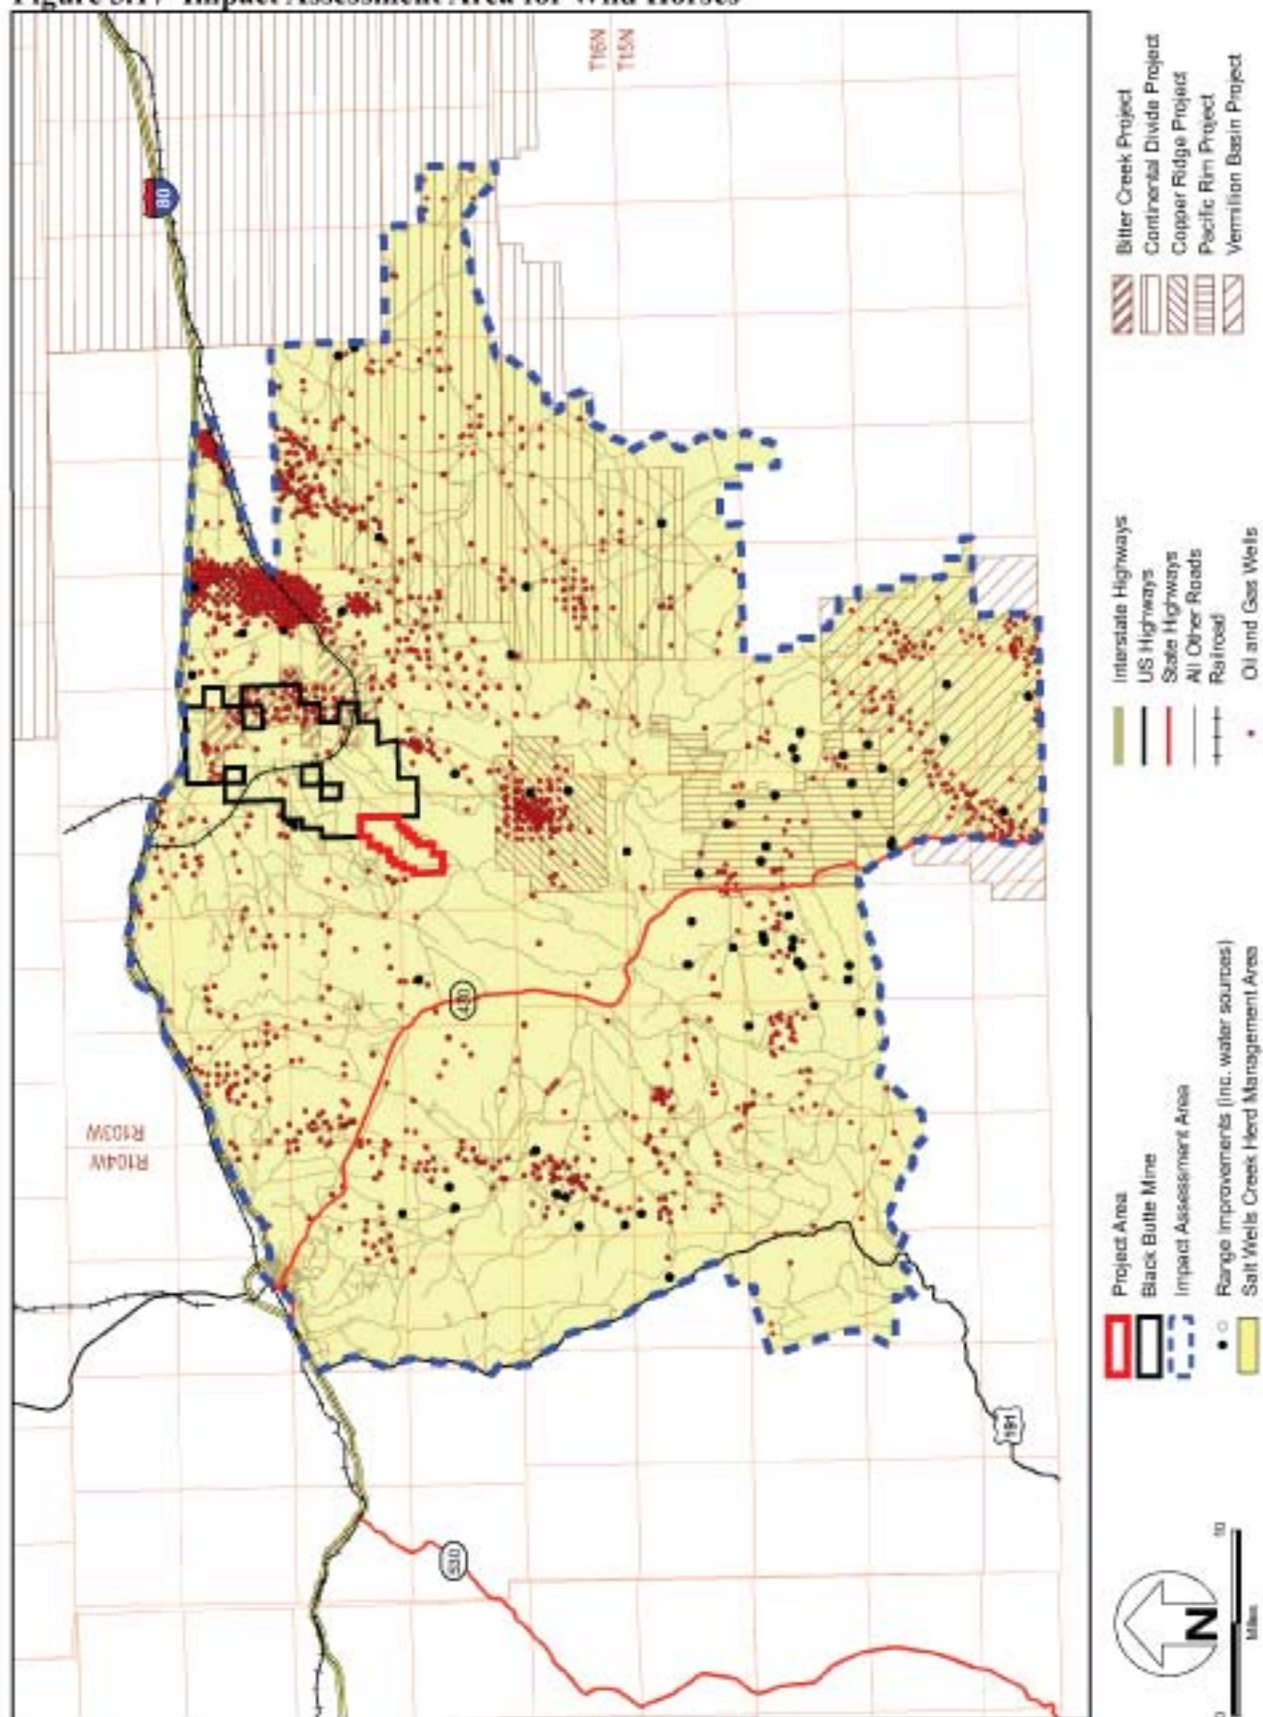 Figure 3.17 Impact Assessment Area for Wild Horses
80
T16N
T15N
R103W
R104W
430
530
191
Bitter Creek Project
Continental Divide Project
Copper Ridge Project
Pacific Rim Project
Vermillion Basin Project
Interstate Highways
US Highways
State Highways
All Other Roads
Railroad
Oil and Gas Wells
Project Area
Black Butte Mine
Impact Assessment Area
Range Improvements (inc. water sources)
Salt Wells Creek Herd Management Area
N
0
10
Miles